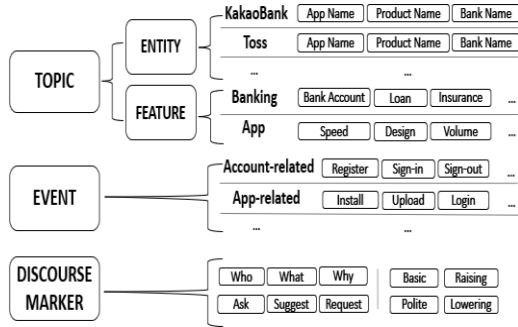 KakaoBank App Name Product Name Bank Name
ENTITY
Toss App Name Product Name Bank Name
... ...
TOPIC
Banking Bank Account Loan Insurance ...
FEATURE
App Speed Design Volume ...
Account-related Register Sign-in Sign-out ...
EVENT
App-related Install Upload Login ...
... ...
DISCOURSE
MARKER
Who What Why Basic Raising
Ask Suggest Request Polite Lowering